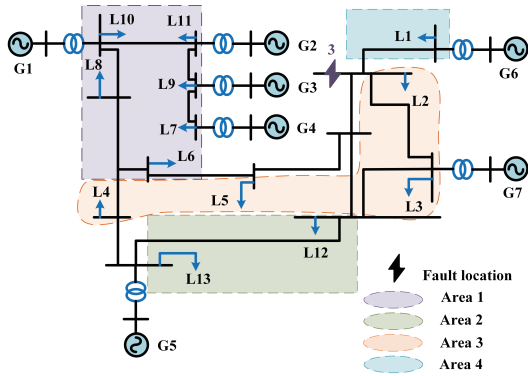 L10
L11
L1
G1
G2
3
G6
L8
L9
G3
L2
L7
G4
L6
G7
L4
L5
L3
L12
L13
Fault location
Area 1
Area 2
G5
Area 3
Area 4